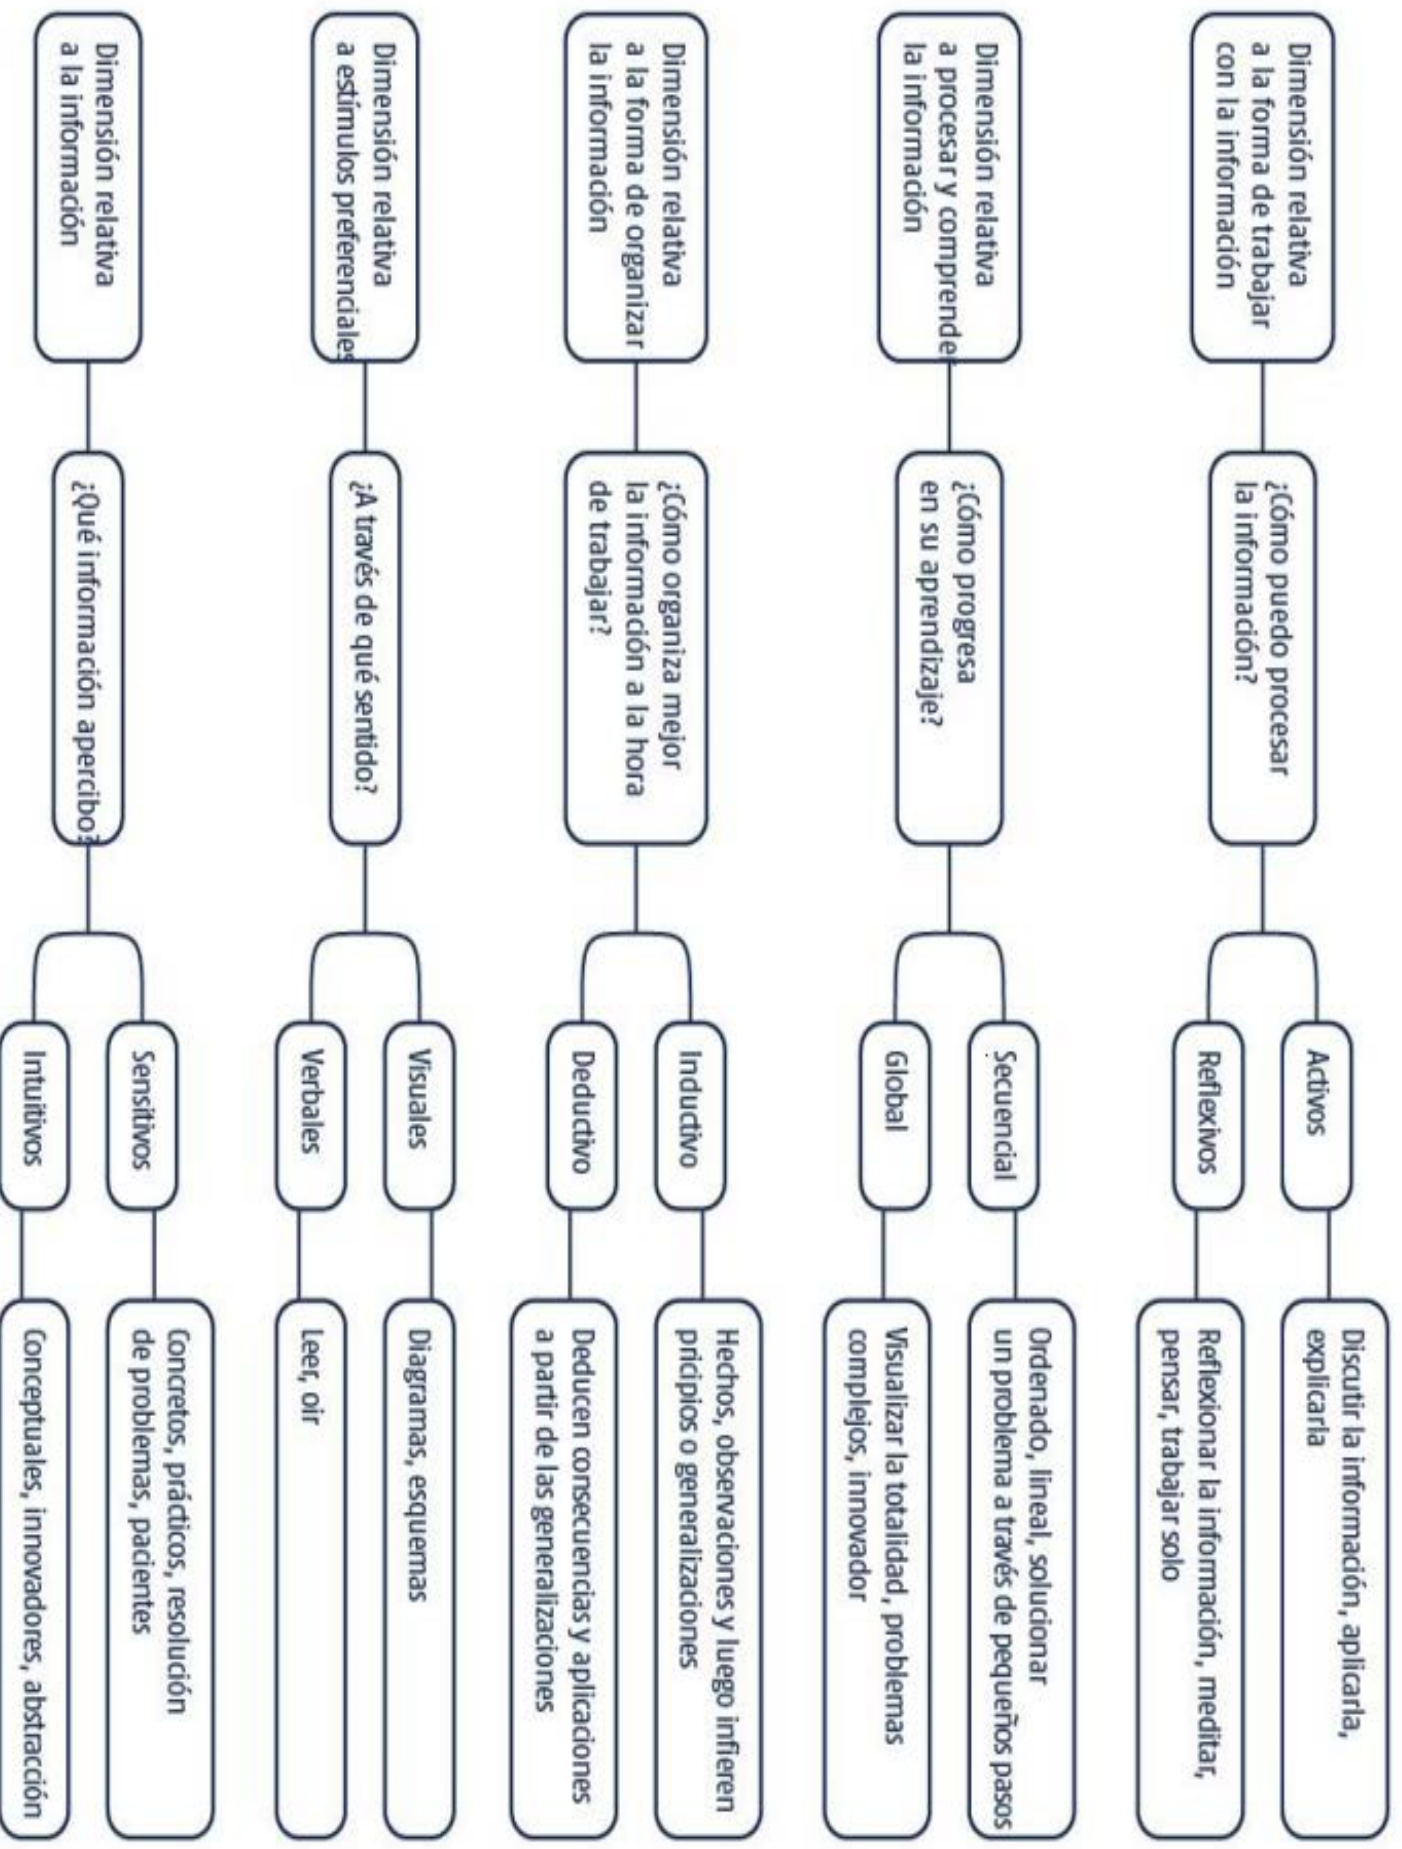 Dimensión relativa
a la forma de trabajar
con la información
¿Cómo puedo procesar
la información?
Activos
Discutir la información, aplicarla,
explicarla
Reflexivos
Reflexionar la información, meditar,
pensar, trabajar solo
Dimensión relativa
a procesar y comprender
la información
¿Cómo progresa
en su aprendizaje?
Secuencial
Ordenado, lineal, solucionar
un problema a través de pequeños pasos
Global
Visualizar la totalidad, problemas
complejos, innovador
Dimensión relativa
a la forma de organizar
la información
¿Cómo organiza mejor
la información a la hora
de trabajar?
Inductivo
Hechos, observaciones y luego infieren
pricipios o generalizaciones
Deductivo
Deducen consecuencias y aplicaciones
a partir de las generalizaciones
Dimensión relativa
a estímulos preferenciales
¿A través de qué sentido?
Visuales
Diagramas, esquemas
Verbales
Leer, oir
Dimensión relativa
a la información
¿Qué información apercibo?
Sensitivos
Concretos, prácticos, resolución
de problemas, pacientes
Intuitivos
Conceptuales, innovadores, abstracción